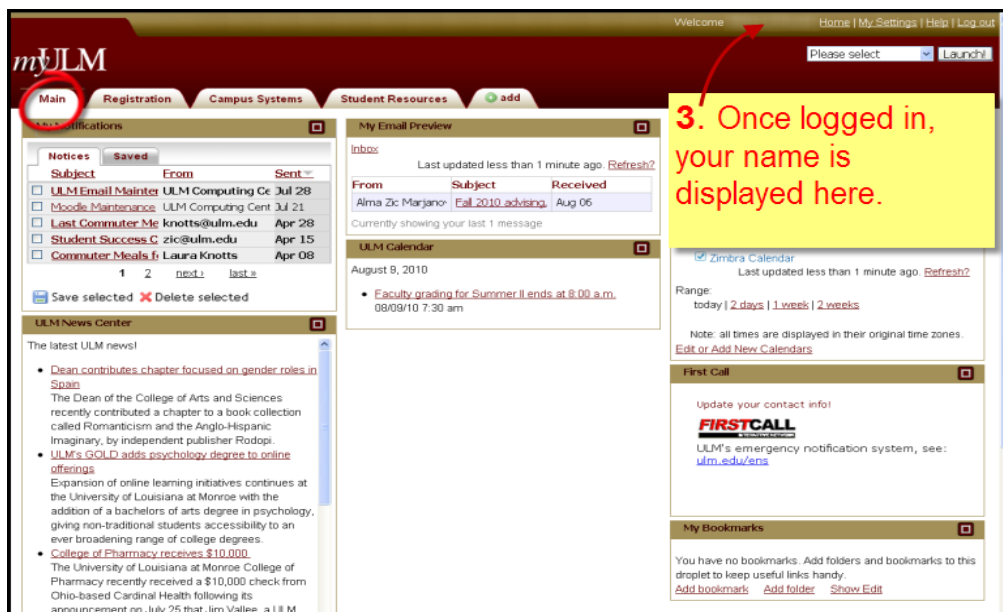 Welcome
Home | My Settings | Help | Log out
myULM
Please select
Launch!
Main
Registration
Campus Systems
Student Resources
add
3. Once logged in,
your name is
displayed here.
My Notifications
Notices
Saved
Subject From Sent
ULM Email Mainter ULM Computing Ce Jul 28
Moodle Maintenance ULM Computing Cent Jul 21
Last Commuter Me knotts@ulm.edu Apr 28
Student Success C zic@ulm.edu Apr 15
Commuter Meals f Laura Knotts Apr 08
1 2 next › last »
Save selected Delete selected
ULM News Center
The latest ULM news!
Dean contributes chapter focused on gender roles in
Spain
The Dean of the College of Arts and Sciences
recently contributed a chapter to a book collection
called Romanticism and the Anglo-Hispanic
Imaginary, by independent publisher Rodopi.
ULM's GOLD adds psychology degree to online
offerings
Expansion of online learning initiatives continues at
the University of Louisiana at Monroe with the
addition of a bachelors of arts degree in psychology,
giving non-traditional students accessibility to an
ever broadening range of college degrees.
College of Pharmacy receives $10,000
The University of Louisiana at Monroe College of
Pharmacy recently received a $10,000 check from
Ohio-based Cardinal Health following its
announcement on July 25 that Jim Vallee, a ULM
My Email Preview
Inbox
Last updated less than 1 minute ago. Refresh?
From Subject Received
Alma Zic Marjano Fall 2010 advising, Aug 06
Currently showing your last 1 message
ULM Calendar
August 9, 2010
Faculty grading for Summer II ends at 8:00 a.m.
08/09/10 7:30 am
Zimbra Calendar
Last updated less than 1 minute ago. Refresh?
Range:
today | 2 days | 1 week | 2 weeks
Note: all times are displayed in their original time zones.
Edit or Add New Calendars
First Call
Update your contact info!
FIRSTCALL
ULM's emergency notification system, see:
ulm.edu/ens
My Bookmarks
You have no bookmarks. Add folders and bookmarks to this
droplet to keep useful links handy.
Add bookmark Add folder Show Edit